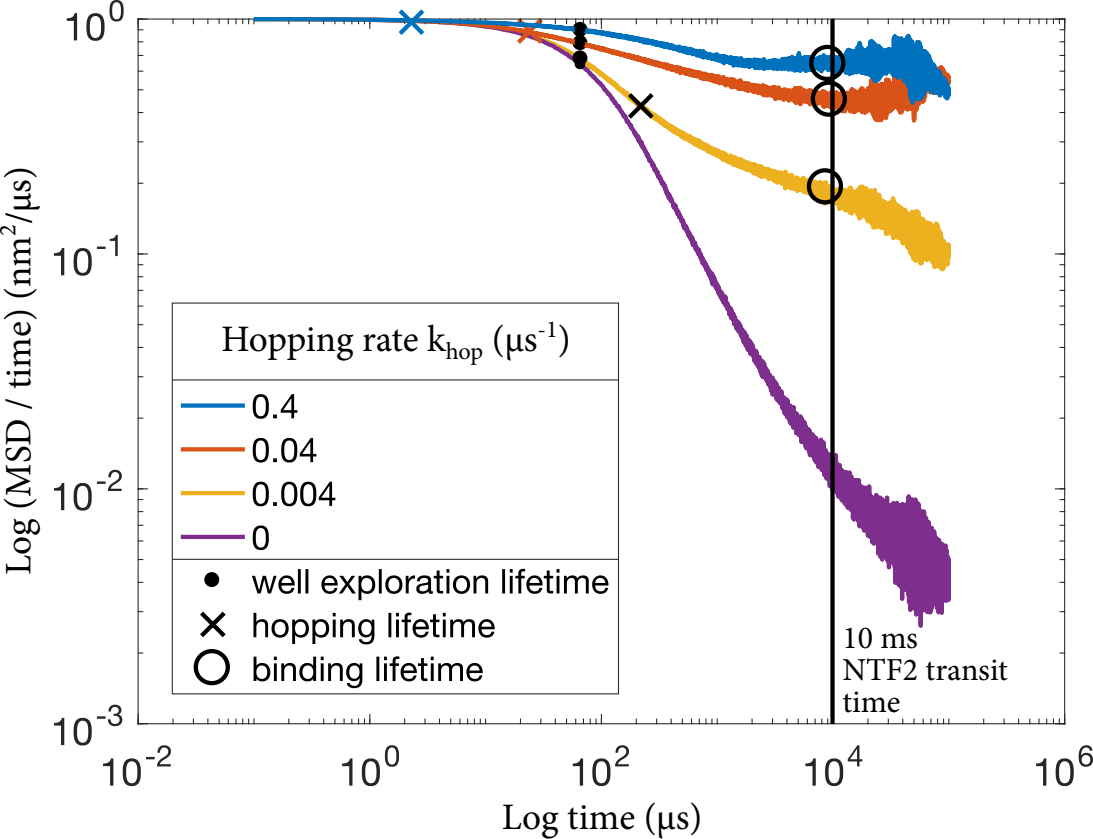 10⁰
10⁻¹
10⁻²
10⁻³
Log (MSD / time) (nm²/μs)
Hopping rate kₕₒₚ (μs⁻¹)
0.4
0.04
0.004
0
well exploration lifetime
hopping lifetime
binding lifetime
10 ms
NTF2 transit
time
10⁻² 10⁰ 10² 10⁴ 10⁶
Log time (μs)